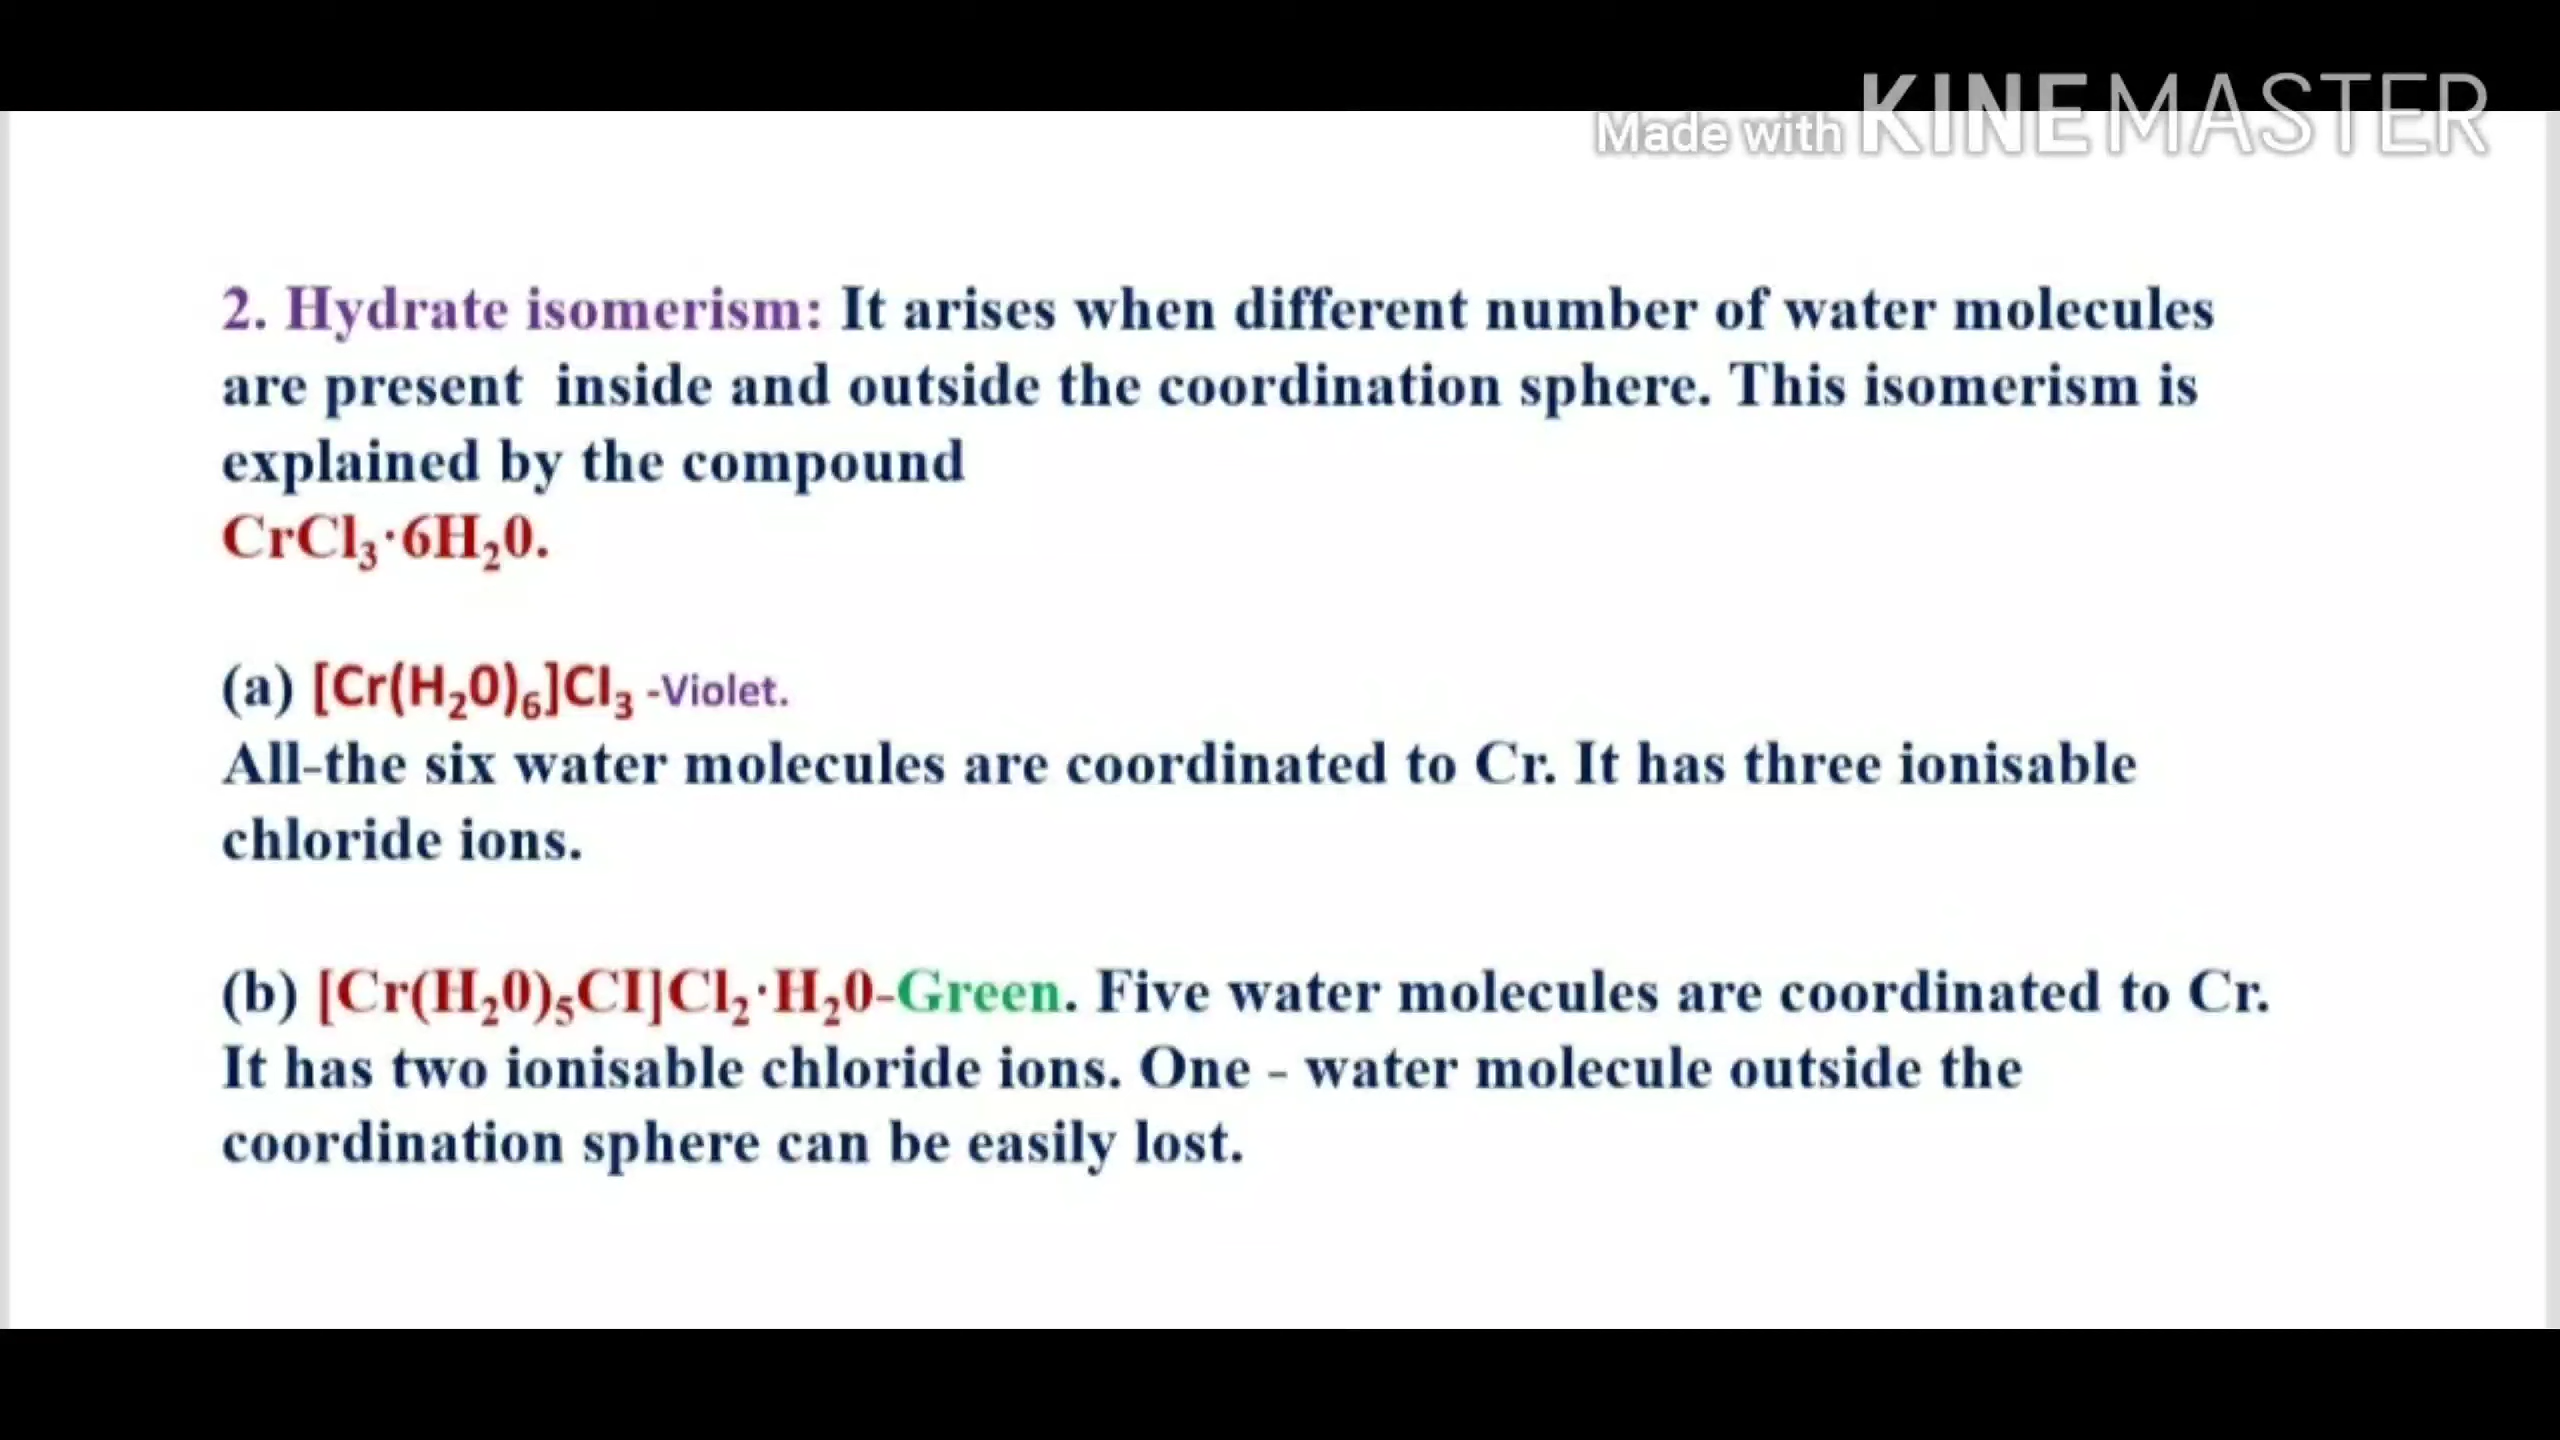 Made with KINEMASTER
2. Hydrate isomerism: It arises when different number of water molecules
are present inside and outside the coordination sphere. This isomerism is
explained by the compound
CrCl₃·6H₂0.
(a) [Cr(H₂0)₆]Cl₃ -Violet.
All-the six water molecules are coordinated to Cr. It has three ionisable
chloride ions.
(b) [Cr(H₂0)₅CI]Cl₂·H₂0-Green. Five water molecules are coordinated to Cr.
It has two ionisable chloride ions. One - water molecule outside the
coordination sphere can be easily lost.